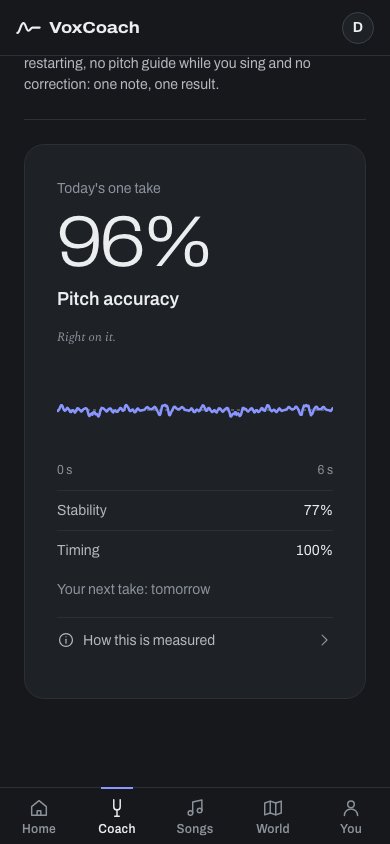 VoxCoach
D
restarting, no pitch guide while you sing and no
correction: one note, one result.
Today's one take
96%
Pitch accuracy
Right on it.
0 s
6 s
Stability
77%
Timing
100%
Your next take: tomorrow
How this is measured
Home
Coach
Songs
World
You